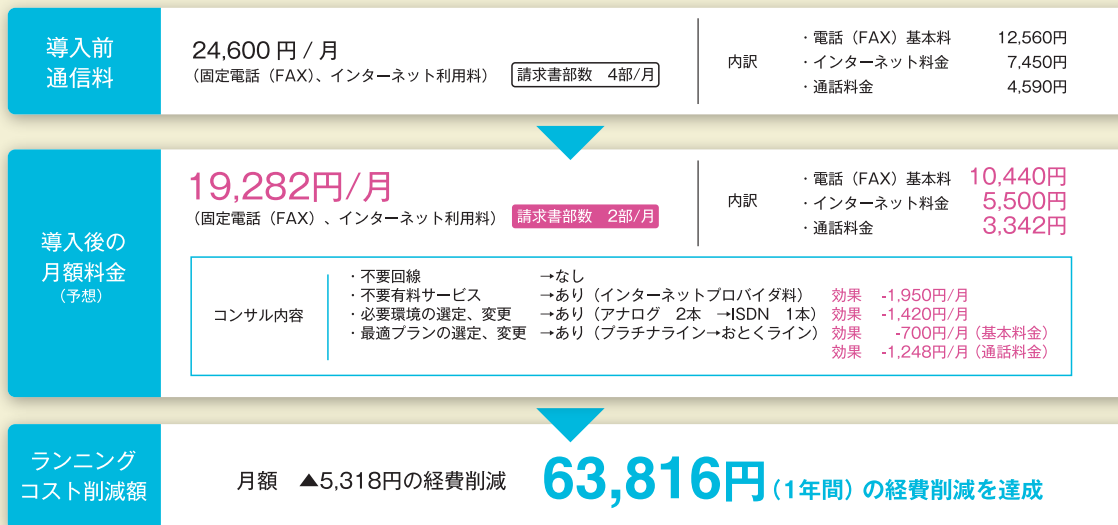 導入前
通信料
24,600円 / 月
(固定電話(FAX)、インターネット利用料) 請求書部数 4部/月
内訳
・電話（FAX）基本料 12,560円
・インターネット料金 7,450円
・通話料金 4,590円
導入後の
月額料金
(予想)
19,282円/月
(固定電話（FAX）、インターネット利用料) 請求書部数 2部/月
内訳
・電話（FAX）基本料 10,440円
・インターネット料金 5,500円
・通話料金 3,342円
コンサル内容
・不要回線 →なし
・不要有料サービス →あり（インターネットプロバイダ料） 効果 -1,950円/月
・必要環境の選定、変更 →あり（アナログ 2本 →ISDN 1本） 効果 -1,420円/月
・最適プランの選定、変更 →あり（プラチナライン→おとくライン） 効果 -700円/月（基本料金）
効果 -1,248円/月（通話料金）
ランニング
コスト削減額
月額 ▲5,318円の経費削減 63,816円（1年間）の経費削減を達成